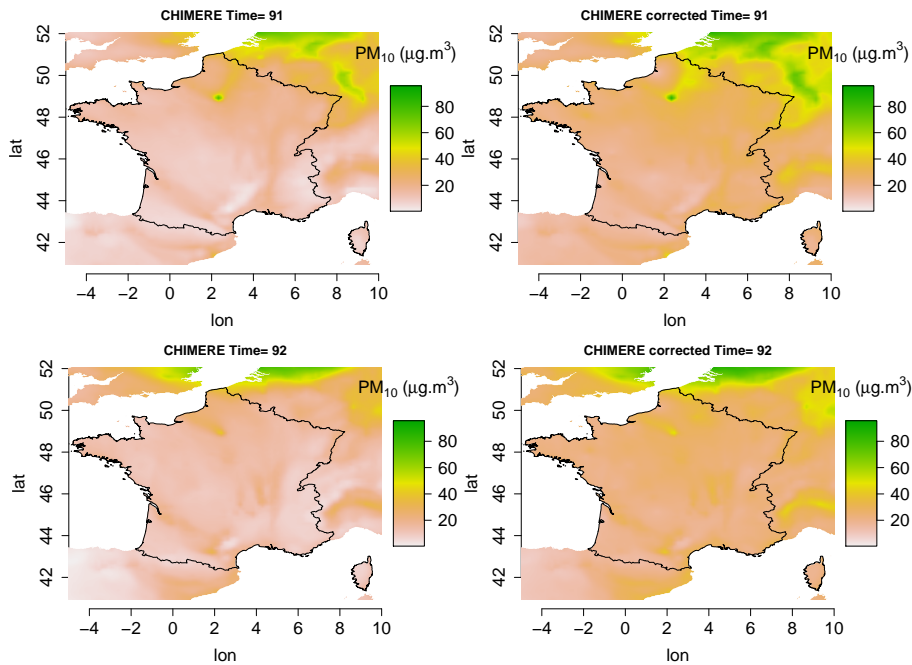 CHIMERE Time= 91
PM10 (μg.m3)
52
50
48
46
44
42
lat
80
60
40
20
−4 −2 0 2 4 6 8 10
lon
CHIMERE corrected Time= 91
PM10 (μg.m3)
52
50
48
46
44
42
lat
80
60
40
20
−4 −2 0 2 4 6 8 10
lon
CHIMERE Time= 92
PM10 (μg.m3)
52
50
48
46
44
42
lat
80
60
40
20
−4 −2 0 2 4 6 8 10
lon
CHIMERE corrected Time= 92
PM10 (μg.m3)
52
50
48
46
44
42
lat
80
60
40
20
−4 −2 0 2 4 6 8 10
lon